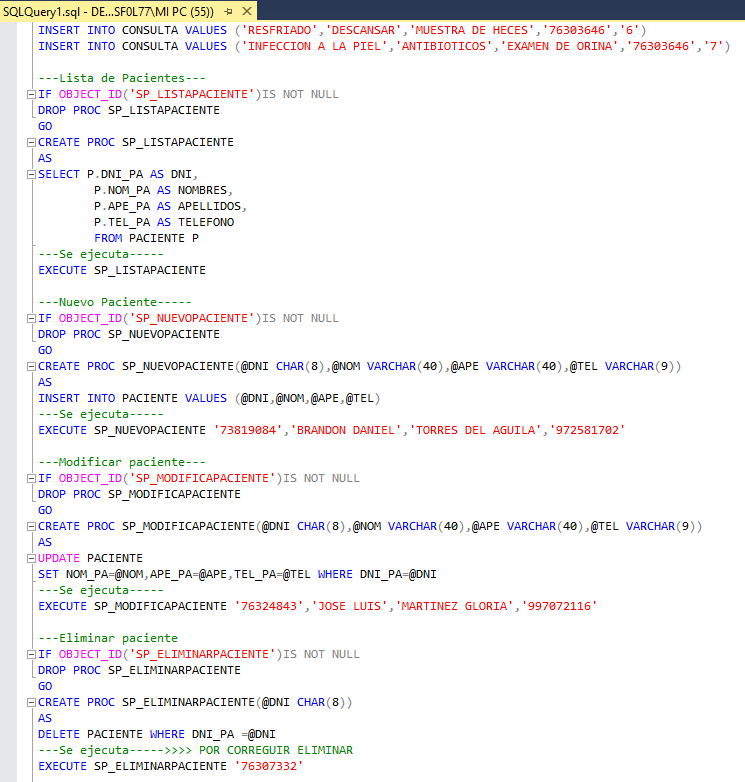 SQLQuery1.sql - DE...SF0L77\MI PC (55))
INSERT INTO CONSULTA VALUES ('RESFRIADO','DESCANSAR','MUESTRA DE HECES','76303646','6')
INSERT INTO CONSULTA VALUES ('INFECCION A LA PIEL','ANTIBIOTICOS','EXAMEN DE ORINA','76303646','7')
---Lista de Pacientes---
IF OBJECT_ID('SP_LISTAPACIENTE')IS NOT NULL
DROP PROC SP_LISTAPACIENTE
GO
CREATE PROC SP_LISTAPACIENTE
AS
SELECT P.DNI_PA AS DNI,
P.NOM_PA AS NOMBRES,
P.APE_PA AS APELLIDOS,
P.TEL_PA AS TELEFONO
FROM PACIENTE P
---Se ejecuta-----
EXECUTE SP_LISTAPACIENTE
---Nuevo Paciente-----
IF OBJECT_ID('SP_NUEVOPACIENTE')IS NOT NULL
DROP PROC SP_NUEVOPACIENTE
GO
CREATE PROC SP_NUEVOPACIENTE(@DNI CHAR(8),@NOM VARCHAR(40),@APE VARCHAR(40),@TEL VARCHAR(9))
AS
INSERT INTO PACIENTE VALUES (@DNI,@NOM,@APE,@TEL)
---Se ejecuta-----
EXECUTE SP_NUEVOPACIENTE '73819084','BRANDON DANIEL','TORRES DEL AGUILA','972581702'
---Modificar paciente---
IF OBJECT_ID('SP_MODIFICAPACIENTE')IS NOT NULL
DROP PROC SP_MODIFICAPACIENTE
GO
CREATE PROC SP_MODIFICAPACIENTE(@DNI CHAR(8),@NOM VARCHAR(40),@APE VARCHAR(40),@TEL VARCHAR(9))
AS
UPDATE PACIENTE
SET NOM_PA=@NOM,APE_PA=@APE,TEL_PA=@TEL WHERE DNI_PA=@DNI
---Se ejecuta-----
EXECUTE SP_MODIFICAPACIENTE '76324843','JOSE LUIS','MARTINEZ GLORIA','997072116'
---Eliminar paciente
IF OBJECT_ID('SP_ELIMINARPACIENTE')IS NOT NULL
DROP PROC SP_ELIMINARPACIENTE
GO
CREATE PROC SP_ELIMINARPACIENTE(@DNI CHAR(8))
AS
DELETE PACIENTE WHERE DNI_PA =@DNI
---Se ejecuta----->>>> POR CORREGUIR ELIMINAR
EXECUTE SP_ELIMINARPACIENTE '76307332'